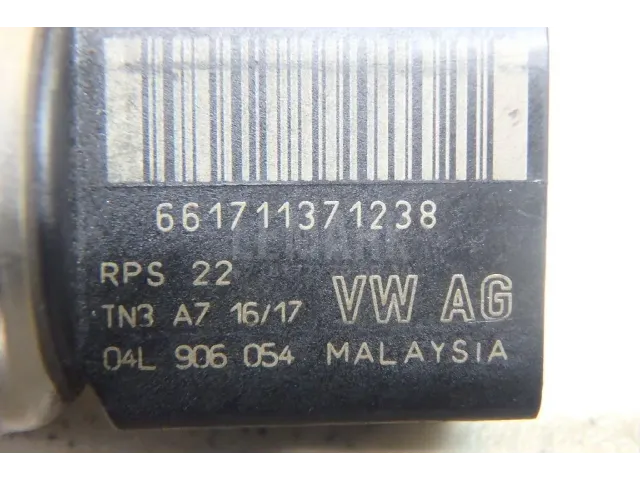 661711371238
RPS 22
TN3 A7 16/17 VW AG
04L 906 054 MALAYSIA